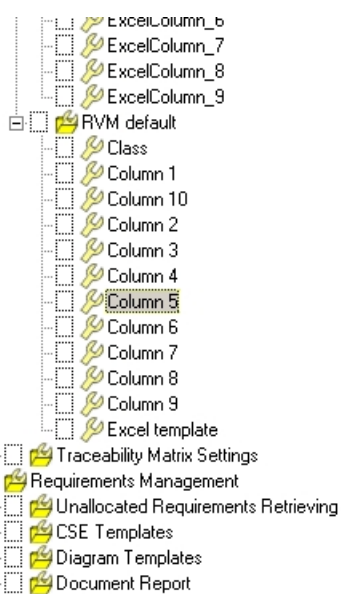 ExcelColumn_6
ExcelColumn_7
ExcelColumn_8
ExcelColumn_9
RVM default
Class
Column 1
Column 10
Column 2
Column 3
Column 4
Column 5
Column 6
Column 7
Column 8
Column 9
Excel template
Traceability Matrix Settings
Requirements Management
Unallocated Requirements Retrieving
CSE Templates
Diagram Templates
Document Report